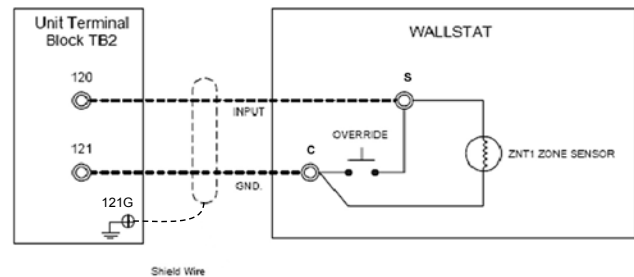 Unit Terminal
Block TB2
WALLSTAT
120
S
INPUT
OVERRIDE
121
C
ZNT1 ZONE SENSOR
GND.
121G
Shield Wire